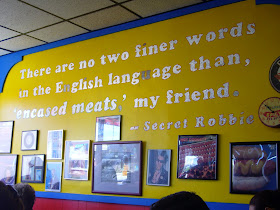 There are no two finer words
in the English language than,
'encased meats,' my friend.
~ Secret Robbie